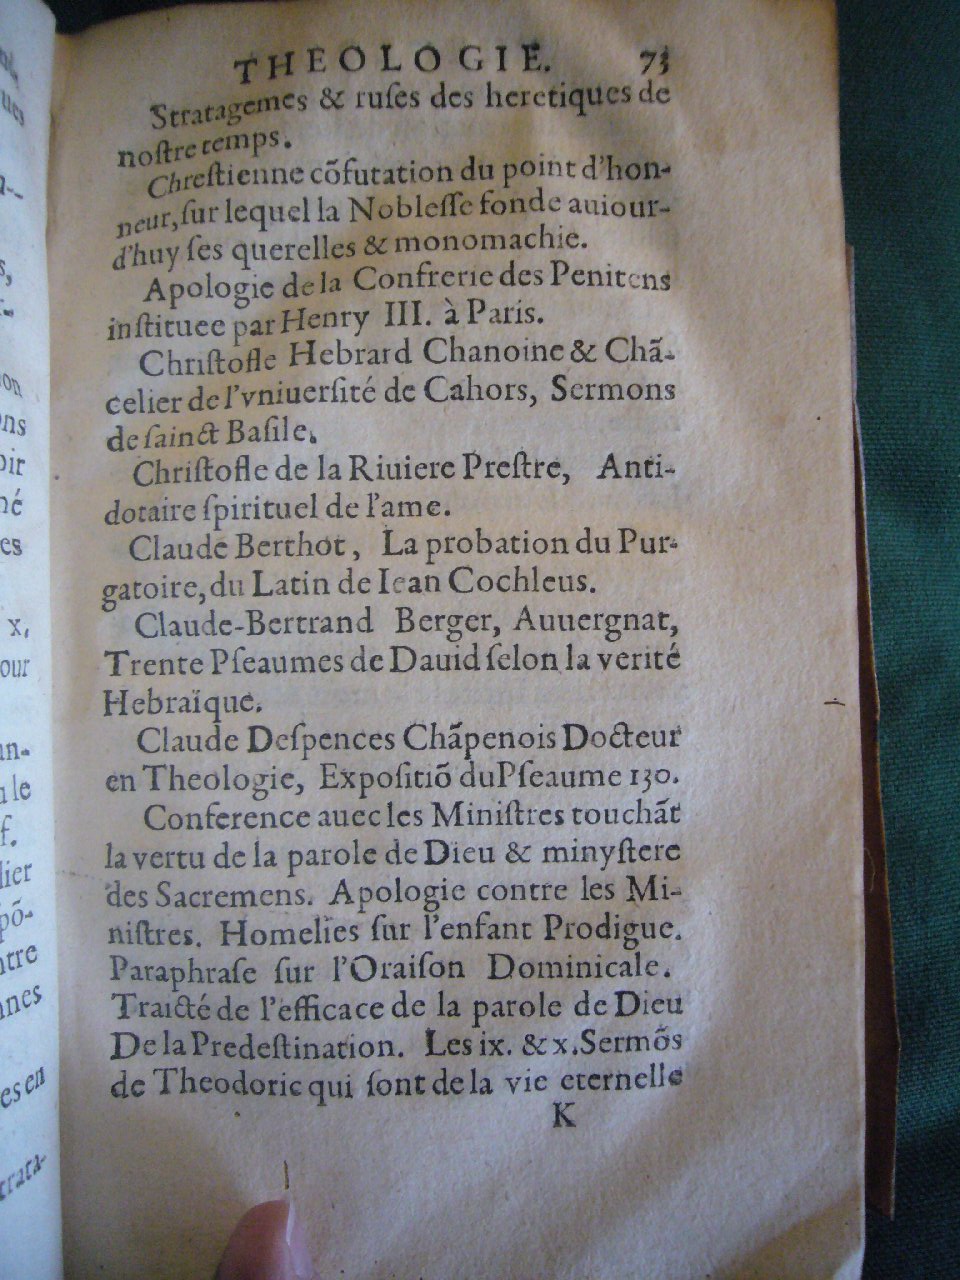 THEOLOGIE. 73
Stratagemes & ruſes des heretiques de
noſtre temps.
Chreſtienne cõfutation du point d'hon-
neur, ſur lequel la Nobleſſe fonde auiour-
d'huy ſes querelles & monomachie.
Apologie de la Confrerie des Penitens
inſtituee par Henry III. à Paris.
Chriſtofle Hebrard Chanoine & Chã-
celier de l'vniuerſité de Cahors, Sermons
de ſainct Baſile.
Chriſtofle de la Riuiere Preſtre, Anti-
dotaire ſpirituel de l'ame.
Claude Berthot, La probation du Pur-
gatoire, du Latin de Iean Cochleus.
Claude-Bertrand Berger, Auuergnat,
Trente Pſeaumes de Dauid ſelon la verité
Hebraïque.
Claude Deſpences Chãpenois Docteur
en Theologie, Expoſitiõ du Pſeaume 130.
Conference auec les Miniſtres touchãt
la vertu de la parole de Dieu & minyſtere
des Sacremens. Apologie contre les Mi-
niſtres. Homelies ſur l'enfant Prodigue.
Paraphraſe ſur l'Oraiſon Dominicale.
Traicté de l'efficace de la parole de Dieu
De la Predeſtination. Les ix. & x. Sermõs
de Theodoric qui ſont de la vie eternelle
K